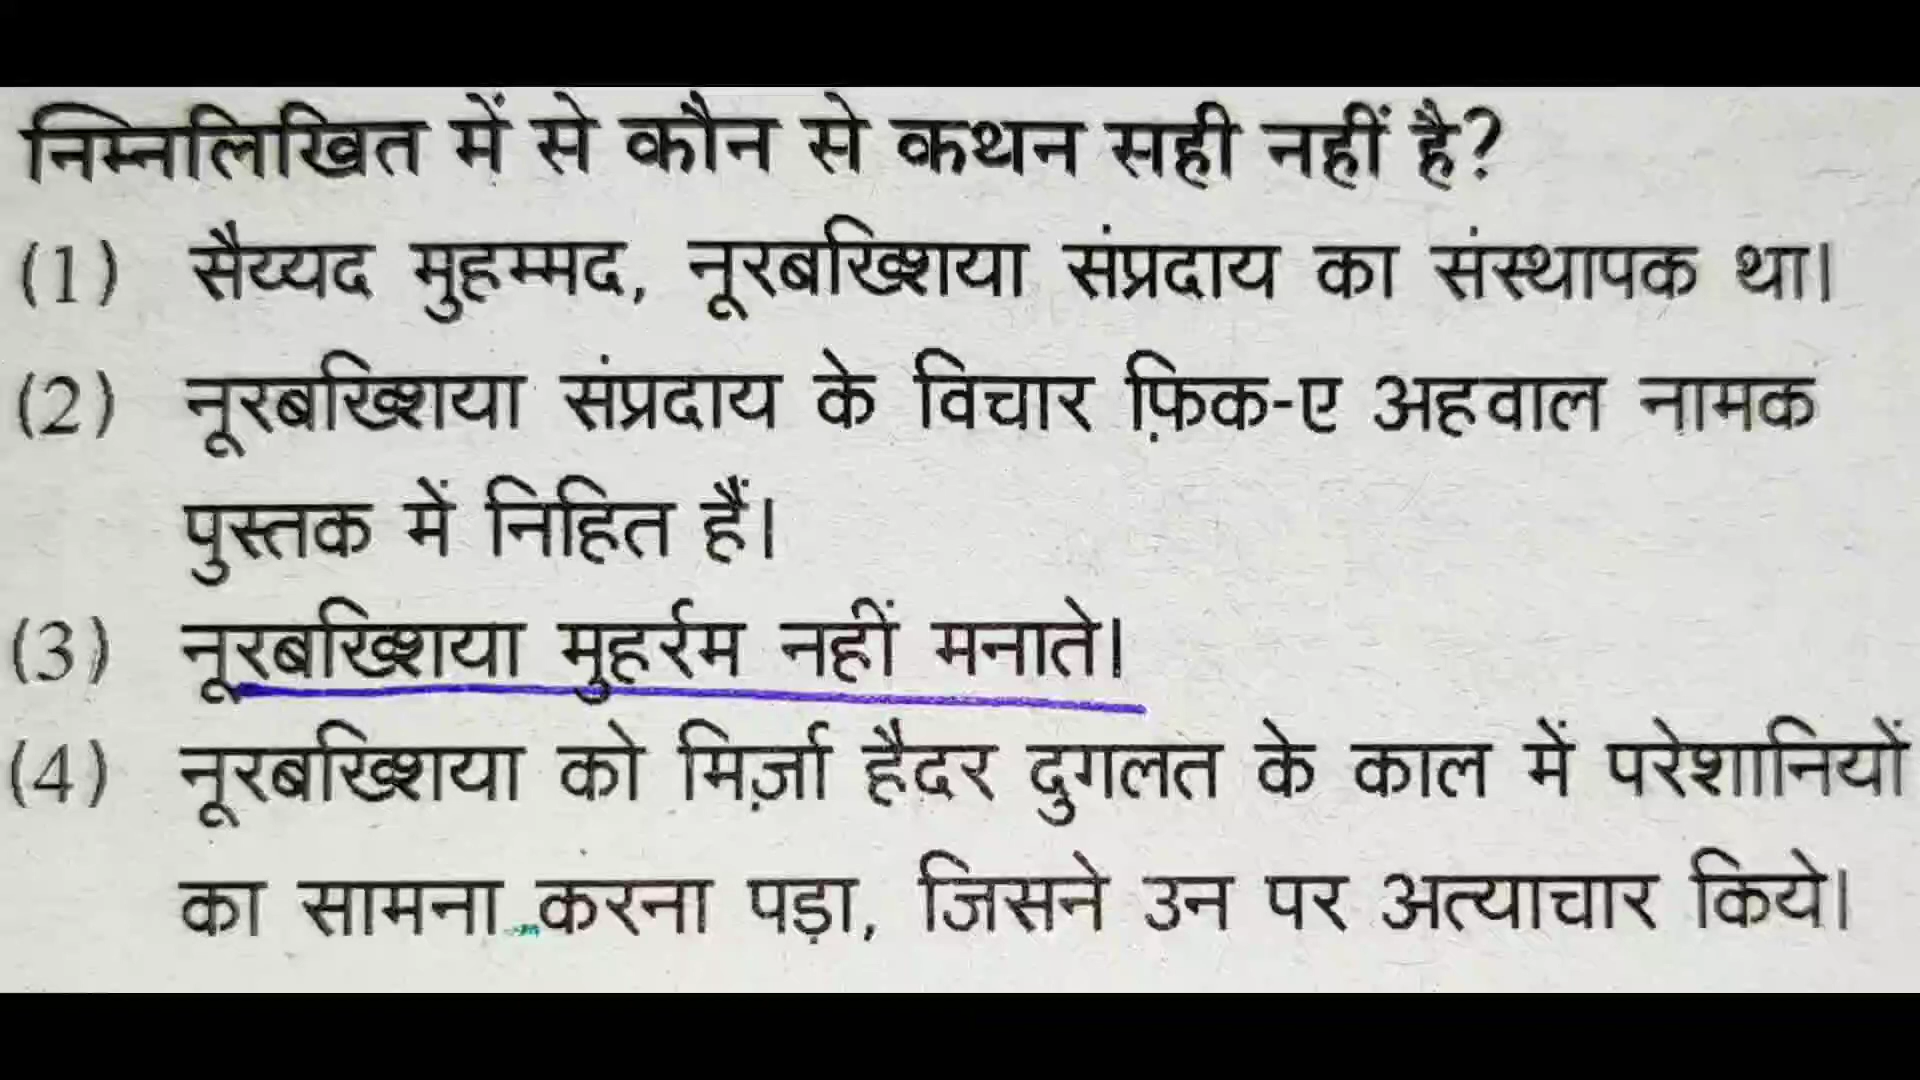 निम्नलिखित में से कौन से कथन सही नहीं है?
(1) सैय्यद मुहम्मद, नूरबख्शिया संप्रदाय का संस्थापक था।
(2) नूरबख्शिया संप्रदाय के विचार फ़िक-ए अहवाल नामक
पुस्तक में निहित हैं।
(3) नूरबख्शिया मुहर्रम नहीं मनाते।
(4) नूरबख्शिया को मिर्ज़ा हैदर दुगलत के काल में परेशानियों
का सामना करना पड़ा, जिसने उन पर अत्याचार किये।